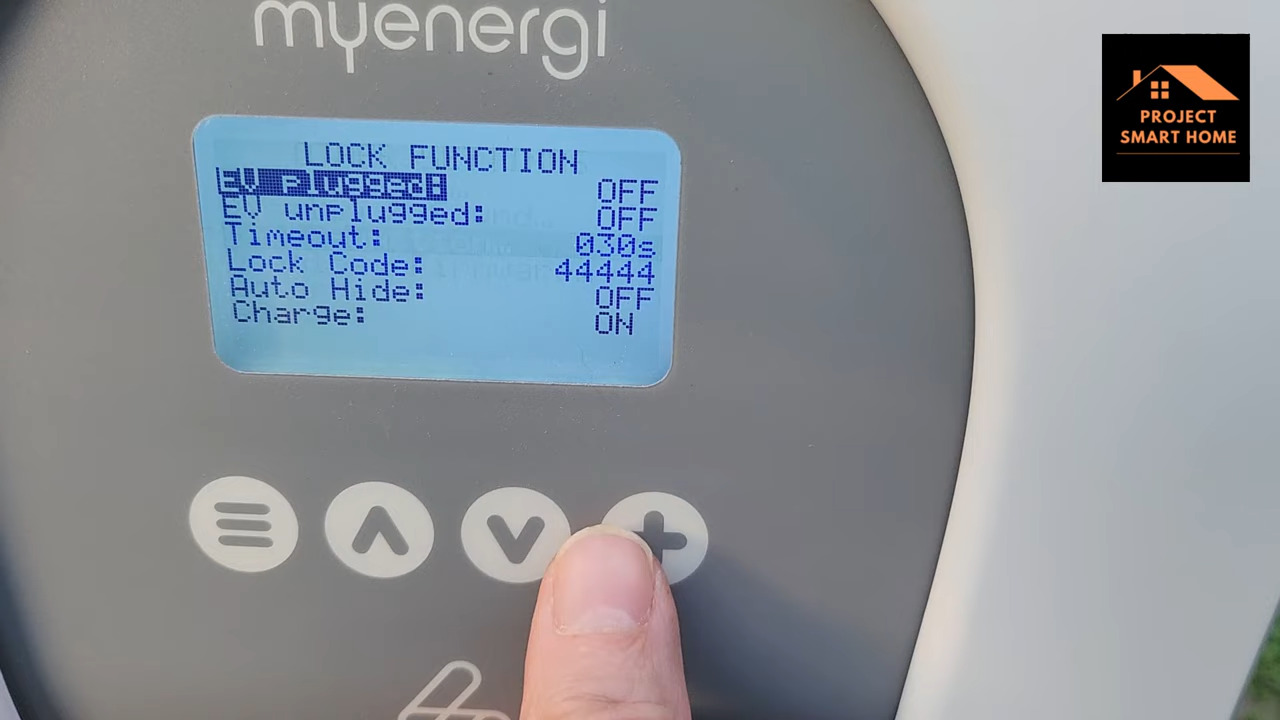 myenergi
PROJECT
SMART HOME
LOCK FUNCTION
EV Plugged: OFF
EV unplugged: OFF
Timeout: 030s
Lock Code: 44444
Auto Hide: OFF
Charge: ON